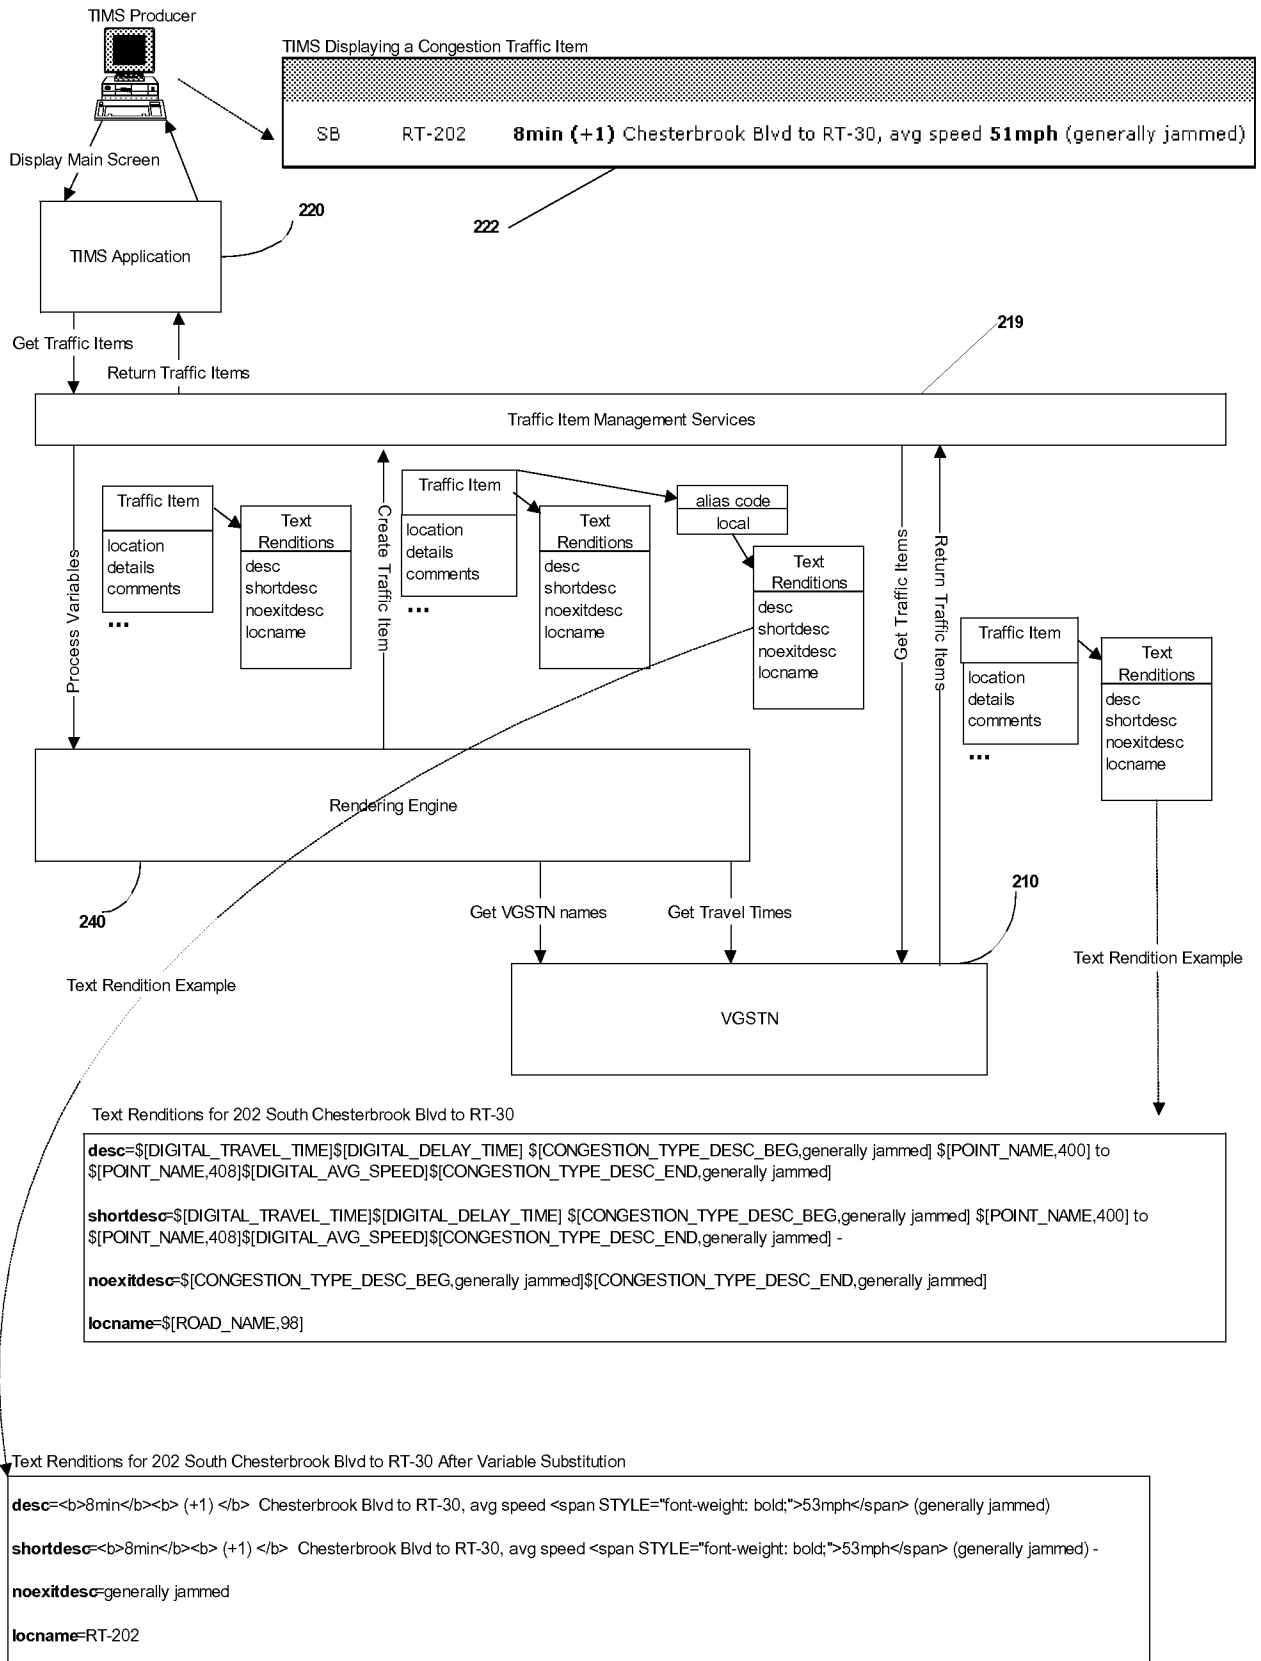 TIMS Producer
TIMS Displaying a Congestion Traffic Item
SB RT-202 8min (+1) Chesterbrook Blvd to RT-30, avg speed 51mph (generally jammed)
Display Main Screen
220
222
TIMS Application
Get Traffic Items
Return Traffic Items
219
Traffic Item Management Services
Process Variables
Traffic Item
location
details
comments
...
Text
Renditions
desc
shortdesc
noexitdesc
locname
Create Traffic Item
Traffic Item
location
details
comments
...
Text
Renditions
desc
shortdesc
noexitdesc
locname
alias code
local
Text
Renditions
desc
shortdesc
noexitdesc
locname
Get Traffic Items
Return Traffic Items
Traffic Item
location
details
comments
...
Text
Renditions
desc
shortdesc
noexitdesc
locname
Rendering Engine
240
Get VGSTN names
Get Travel Times
210
Text Rendition Example
Text Rendition Example
VGSTN
Text Renditions for 202 South Chesterbrook Blvd to RT-30
desc=$[DIGITAL_TRAVEL_TIME]$[DIGITAL_DELAY_TIME] $[CONGESTION_TYPE_DESC_BEG,generally jammed] $[POINT_NAME,400] to
$[POINT_NAME,408]$[DIGITAL_AVG_SPEED]$[CONGESTION_TYPE_DESC_END,generally jammed]
shortdesc=$[DIGITAL_TRAVEL_TIME]$[DIGITAL_DELAY_TIME] $[CONGESTION_TYPE_DESC_BEG,generally jammed] $[POINT_NAME,400] to
$[POINT_NAME,408]$[DIGITAL_AVG_SPEED]$[CONGESTION_TYPE_DESC_END,generally jammed] -
noexitdesc=$[CONGESTION_TYPE_DESC_BEG,generally jammed]$[CONGESTION_TYPE_DESC_END,generally jammed]
locname=$[ROAD_NAME,98]
Text Renditions for 202 South Chesterbrook Blvd to RT-30 After Variable Substitution
desc=<b>8min</b><b> (+1) </b>  Chesterbrook Blvd to RT-30, avg speed <span STYLE="font-weight: bold;">53mph</span> (generally jammed)
shortdesc=<b>8min</b><b> (+1) </b>  Chesterbrook Blvd to RT-30, avg speed <span STYLE="font-weight: bold;">53mph</span> (generally jammed) -
noexitdesc=generally jammed
locname=RT-202